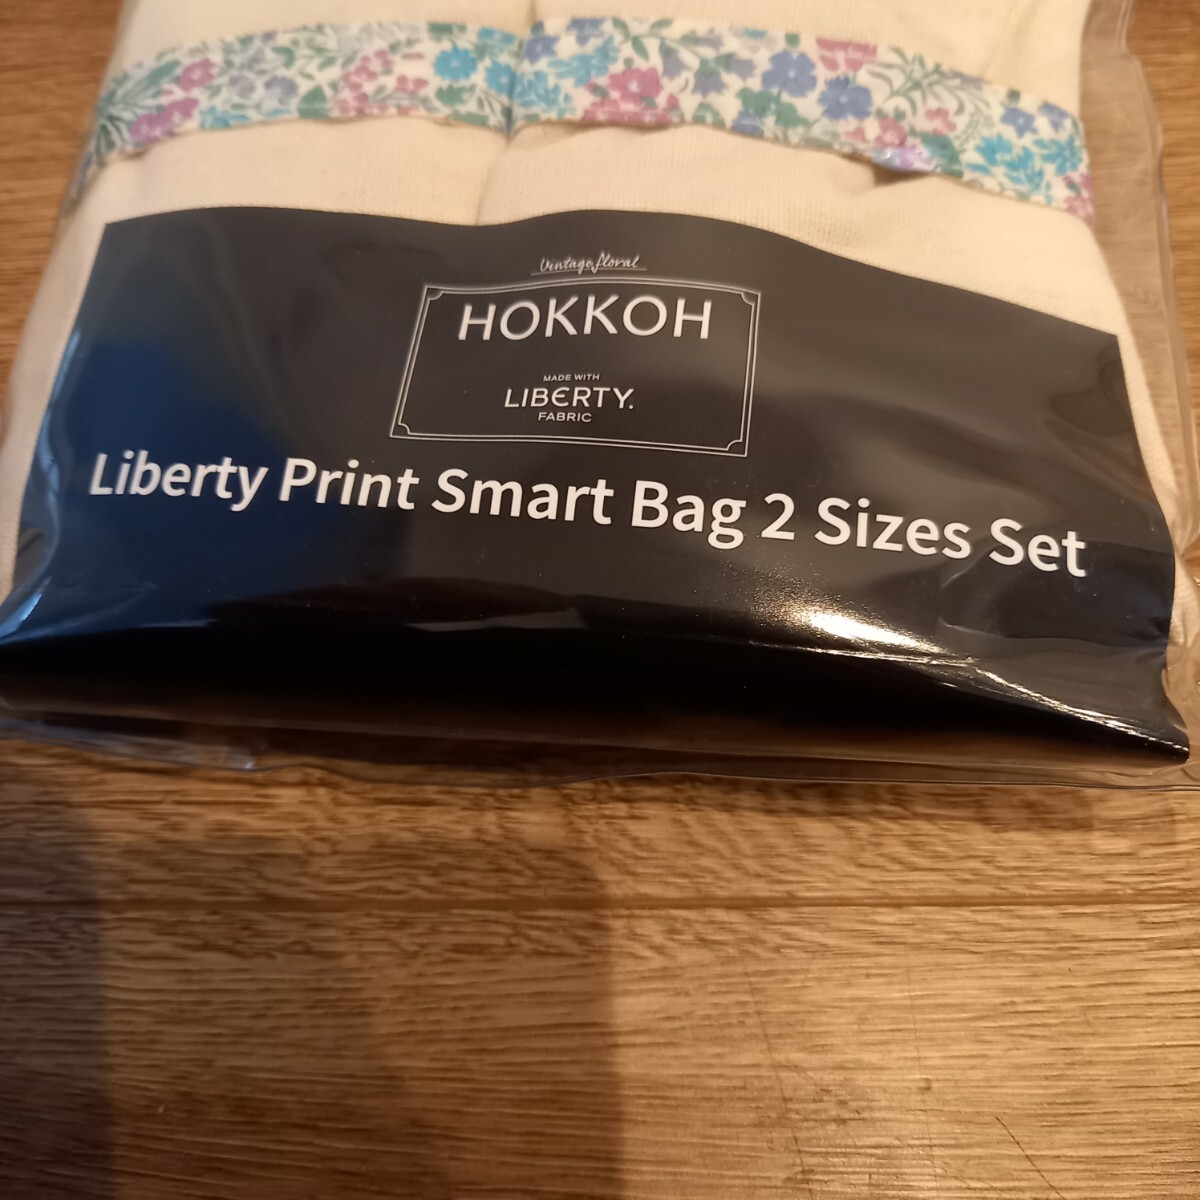 Vintage floral
HOKKOH
MADE WITH
LIBERTY.
FABRIC
Liberty Print Smart Bag 2 Sizes Set